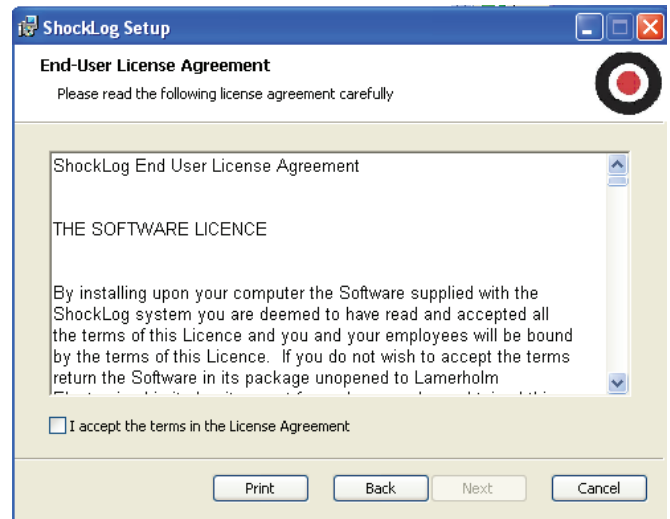 ShockLog Setup
End-User License Agreement
Please read the following license agreement carefully
ShockLog End User License Agreement
THE SOFTWARE LICENCE
By installing upon your computer the Software supplied with the
ShockLog system you are deemed to have read and accepted all
the terms of this Licence and you and your employees will be bound
by the terms of this Licence. If you do not wish to accept the terms
return the Software in its package unopened to Lamerholm
I accept the terms in the License Agreement
Print Back Next Cancel